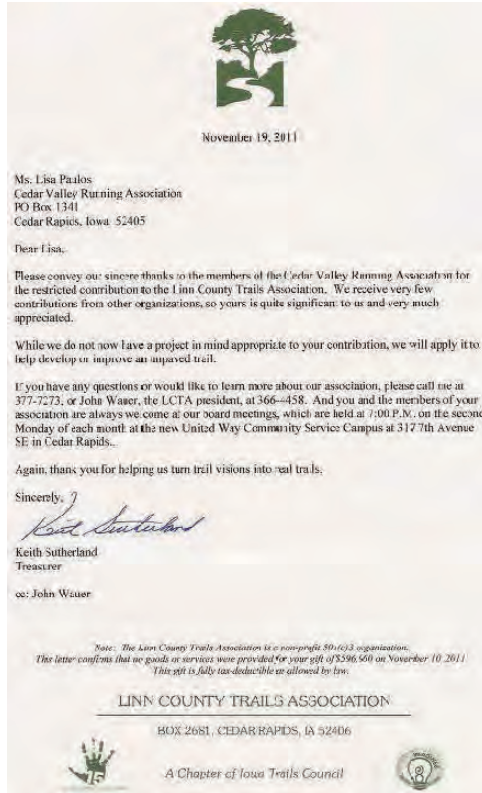 November 19, 2011
Ms. Lisa Paulos
Cedar Valley Running Association
PO Box 1341
Cedar Rapids, Iowa 52405
Dear Lisa,
Please convey our sincere thanks to the members of the Cedar Valley Running Association for
the restricted contribution to the Linn County Trails Association. We receive very few
contributions from other organizations, so yours is quite significant to us and very much
appreciated.
While we do not now have a project in mind appropriate to your contribution, we will apply it to
help develop or improve an unpaved trail.
If you have any questions or would like to learn more about our association, please call me at
377-7273, or John Wauer, the LCTA president, at 366-4458. And you and the members of your
association are always welcome at our board meetings, which are held at 7:00 P.M. on the second
Monday of each month at the new United Way Community Service Campus at 317 7th Avenue
SE in Cedar Rapids..
Again, thank you for helping us turn trail visions into real trails.
Sincerely,
Keith Sutherland
Keith Sutherland
Treasurer
cc: John Wauer
Note: The Linn County Trails Association is a non-profit 501(c)3 organization.
This letter confirms that no goods or services were provided for your gift of on November 10, 2011
This gift is fully tax-deductible as allowed by law.
LINN COUNTY TRAILS ASSOCIATION
BOX 2681, CEDAR RAPIDS, IA 52406
15
A Chapter of Iowa Trails Council